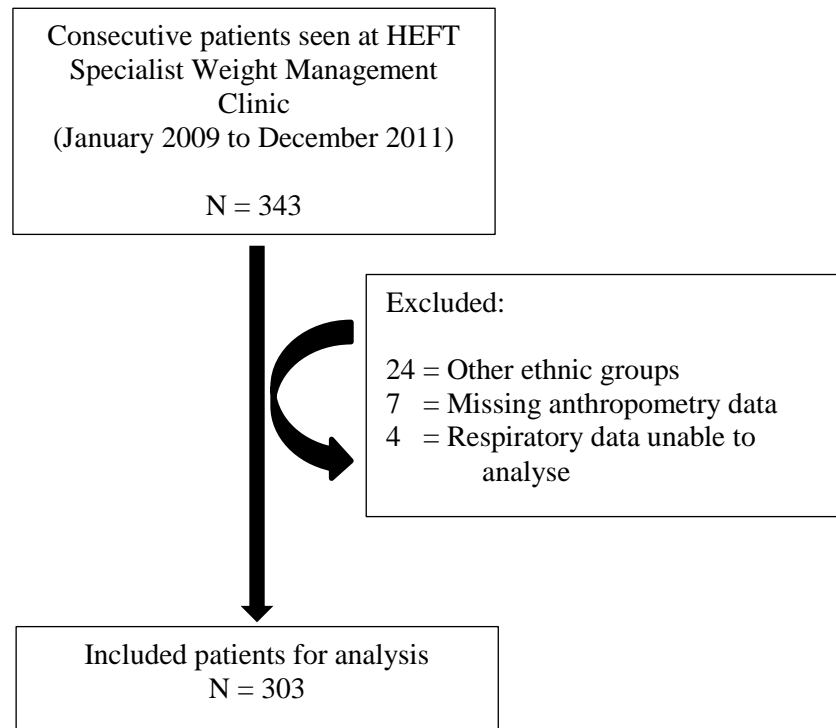 Consecutive patients seen at HEFT
Specialist Weight Management
Clinic
(January 2009 to December 2011)
N = 343
Excluded:
24 = Other ethnic groups
7 = Missing anthropometry data
4 = Respiratory data unable to
analyse
Included patients for analysis
N = 303